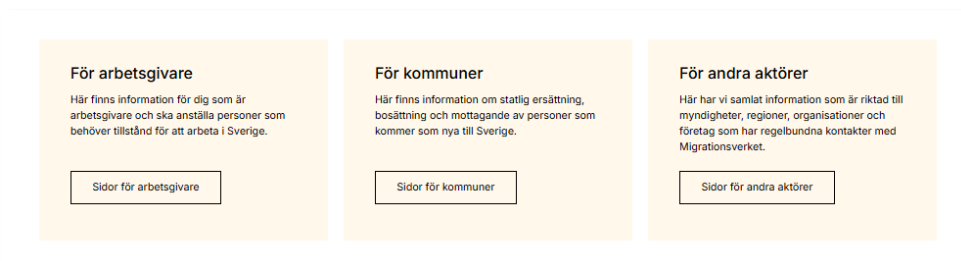 För arbetsgivare
Här finns information för dig som är
arbetsgivare och ska anställa personer som
behöver tillstånd för att arbeta i Sverige.
Sidor för arbetsgivare
För kommuner
Här finns information om statlig ersättning,
bosättning och mottagande av personer som
kommer som nya till Sverige.
Sidor för kommuner
För andra aktörer
Här har vi samlat information som är riktad till
myndigheter, regioner, organisationer och
företag som har regelbundna kontakter med
Migrationsverket.
Sidor för andra aktörer